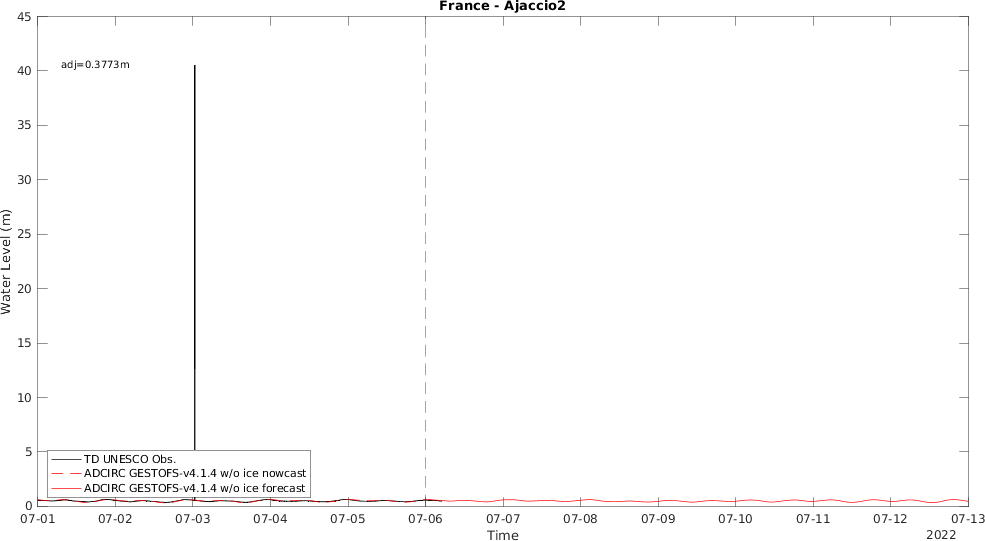 France - Ajaccio2
adj=0.3773m
45
40
35
30
25
20
15
10
5
0
Water Level (m)
TD UNESCO Obs.
ADCIRC GESTOFS-v4.1.4 w/o ice nowcast
ADCIRC GESTOFS-v4.1.4 w/o ice forecast
07-01 07-02 07-03 07-04 07-05 07-06 07-07 07-08 07-09 07-10 07-11 07-12 07-13
Time
2022